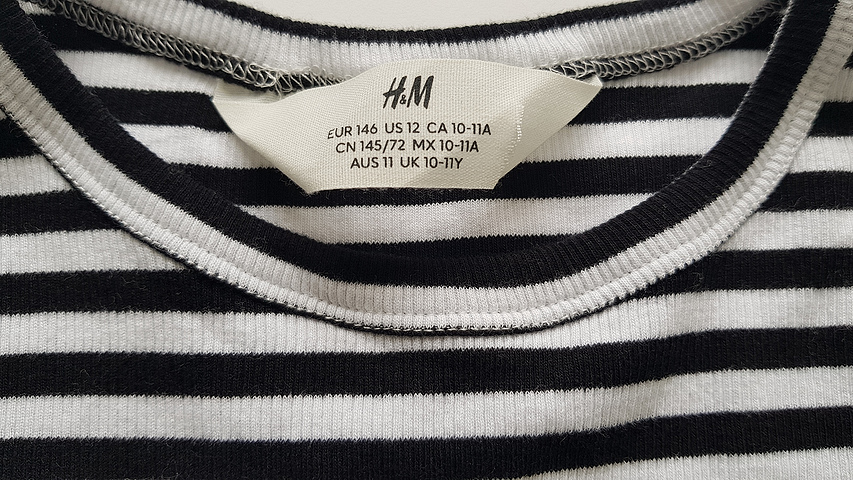 H&M
EUR 146 US 12 CA 10-11A
CN 145/72 MX 10-11A
AUS 11 UK 10-11Y